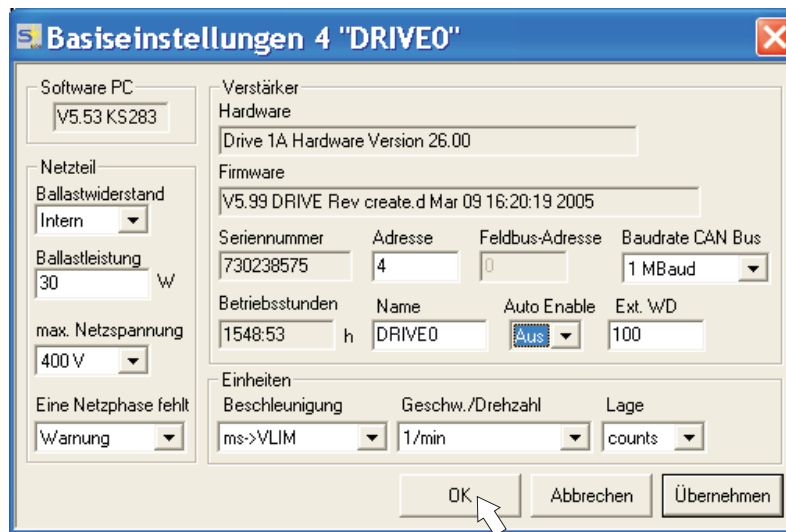 Basiseinstellungen 4 "DRIVE0"
Software PC
V5.53 KS283
Netzteil
Ballastwiderstand
Intern
Ballastleistung
30 W
max. Netzspannung
400 V
Eine Netzphase fehlt
Warnung
Verstärker
Hardware
Drive 1A Hardware Version 26.00
Firmware
V5.99 DRIVE Rev create.d Mar 09 16:20:19 2005
Seriennummer Adresse Feldbus-Adresse Baudrate CAN Bus
730238575 4 0 1 MBaud
Betriebsstunden Name Auto Enable Ext. WD
1548:53 h DRIVE0 Aus 100
Einheiten
Beschleunigung Geschw./Drehzahl Lage
ms->VLIM 1/min counts
OK Abbrechen Übernehmen